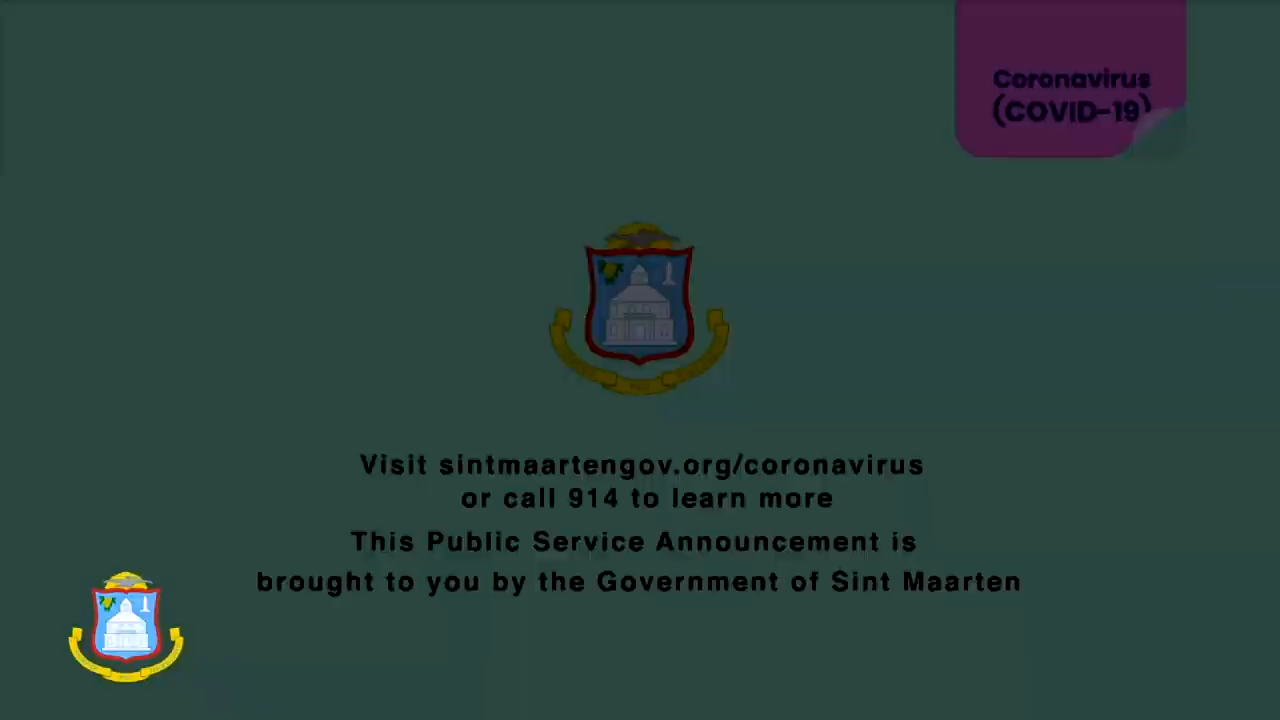 Coronavirus
(COVID-19)
Visit sintmaartengov.org/coronavirus
or call 914 to learn more
This Public Service Announcement is
brought to you by the Government of Sint Maarten